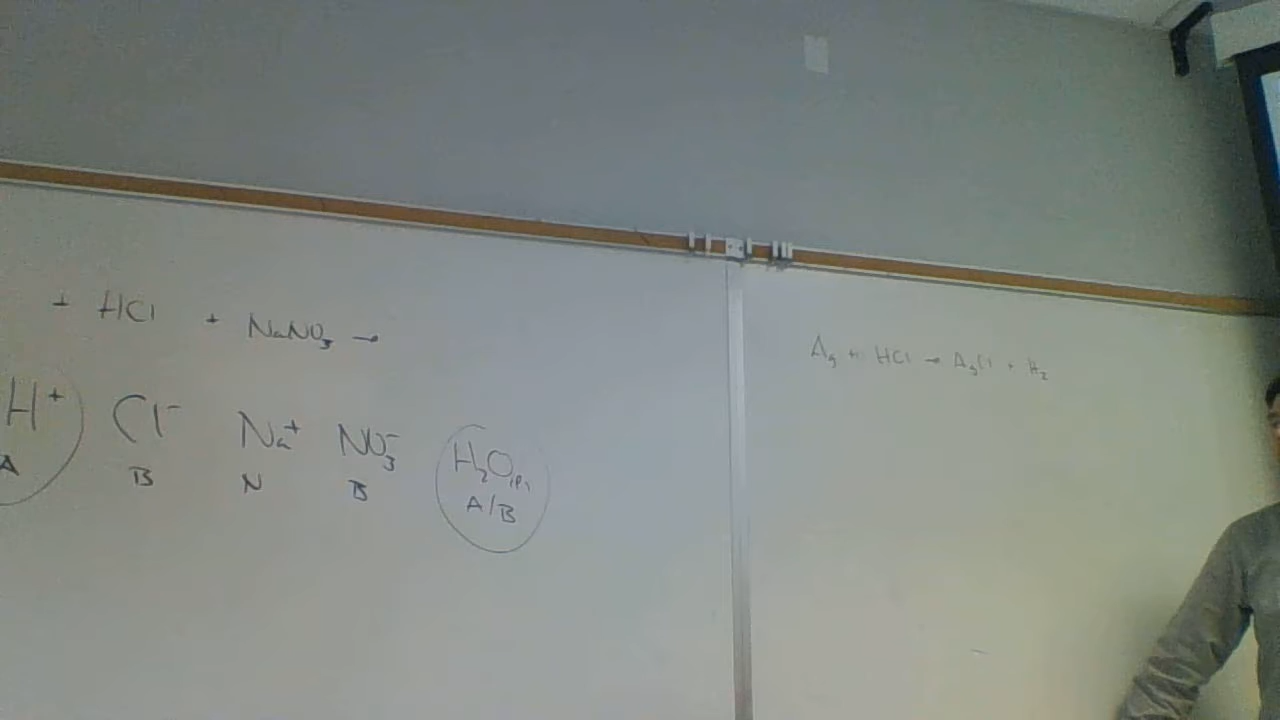 + HCl + NaNO₃ →
H⁺ Cl⁻ Na⁺ NO₃⁻ H₂O(l)
A B N B A/B
Ag + HCl → AgCl + H₂